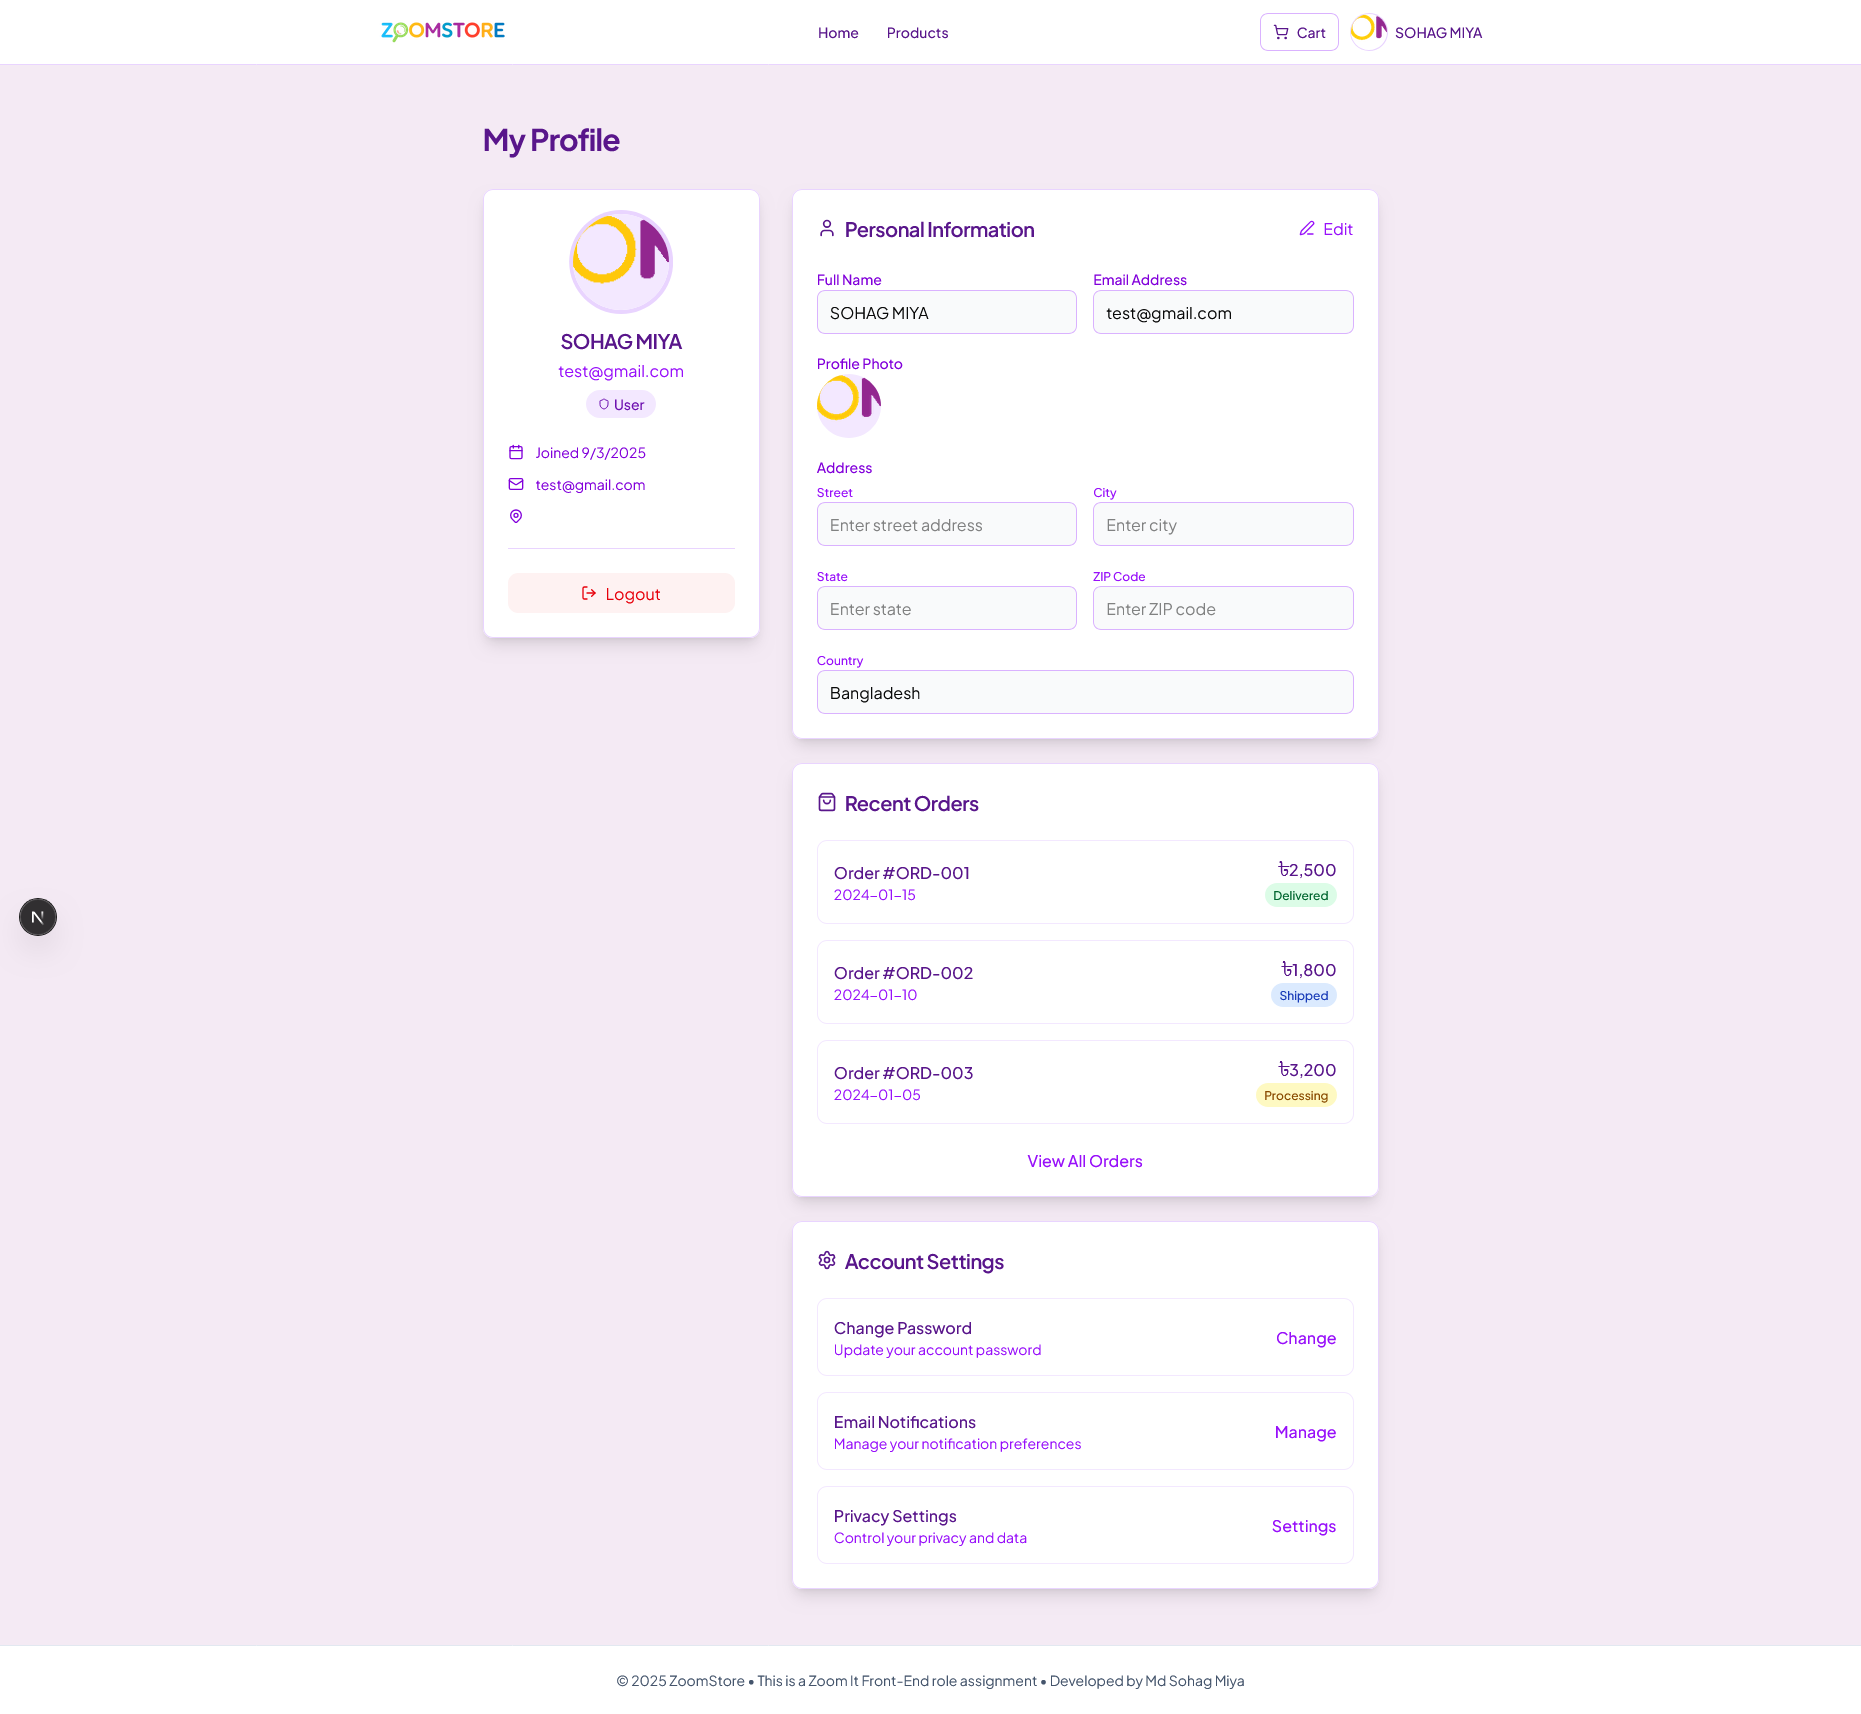 ZOOMSTORE
Home
Products
Cart
SOHAG MIYA
My Profile
SOHAG MIYA
test@gmail.com
User
Joined 9/3/2025
test@gmail.com
Logout
Personal Information
Edit
Full Name
SOHAG MIYA
Email Address
test@gmail.com
Profile Photo
Address
Street
Enter street address
City
Enter city
State
Enter state
ZIP Code
Enter ZIP code
Country
Bangladesh
Recent Orders
Order #ORD-001
2024-01-15
৳2,500
Delivered
Order #ORD-002
2024-01-10
৳1,800
Shipped
Order #ORD-003
2024-01-05
৳3,200
Processing
View All Orders
Account Settings
Change Password
Update your account password
Change
Email Notifications
Manage your notification preferences
Manage
Privacy Settings
Control your privacy and data
Settings
N
© 2025 ZoomStore • This is a Zoom It Front-End role assignment • Developed by Md Sohag Miya